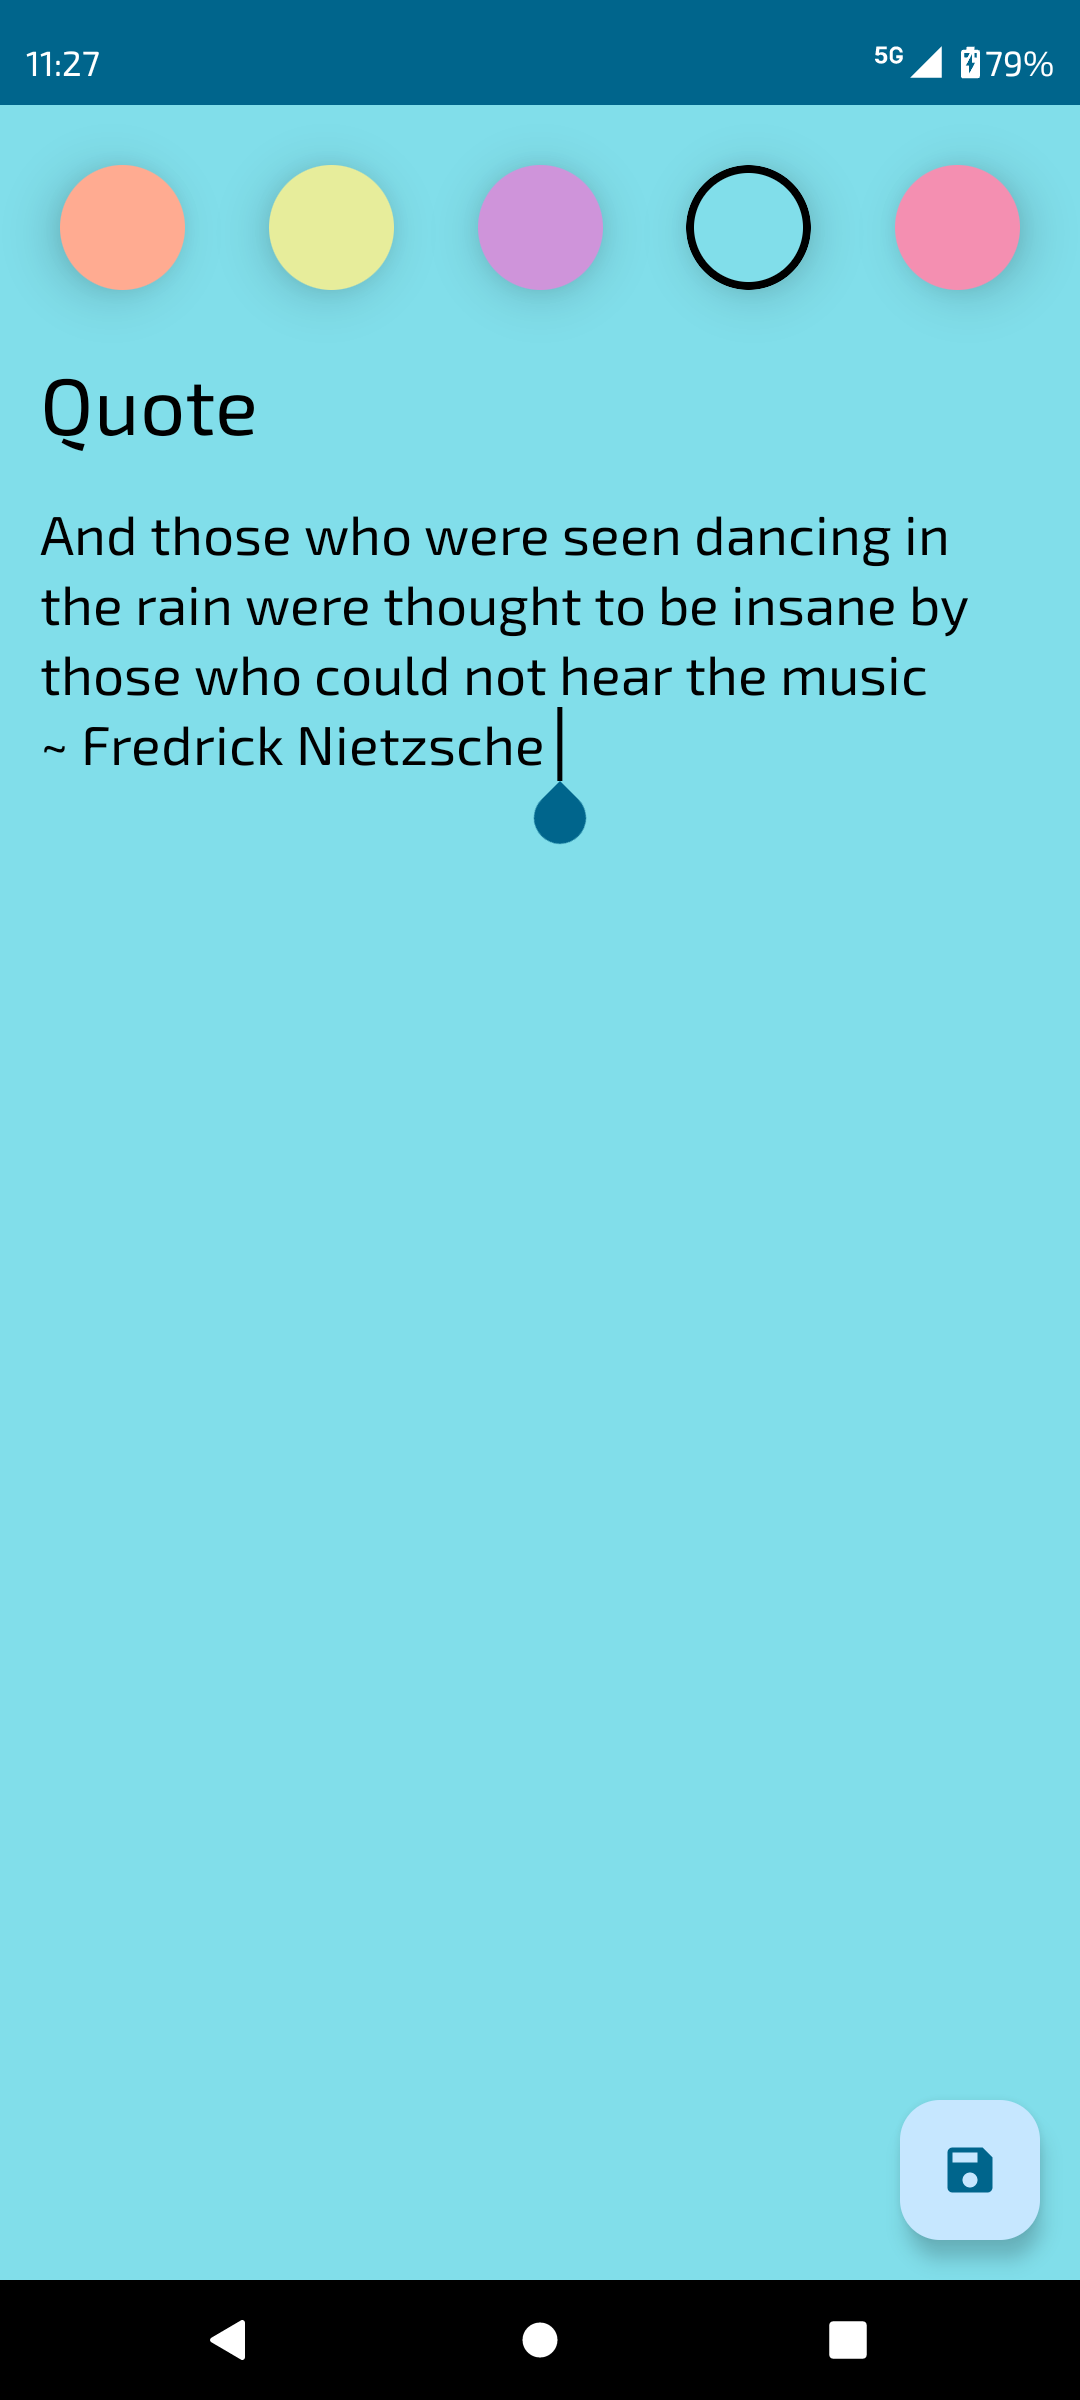 11:27
5G 79%
Quote
And those who were seen dancing in
the rain were thought to be insane by
those who could not hear the music
~ Fredrick Nietzsche